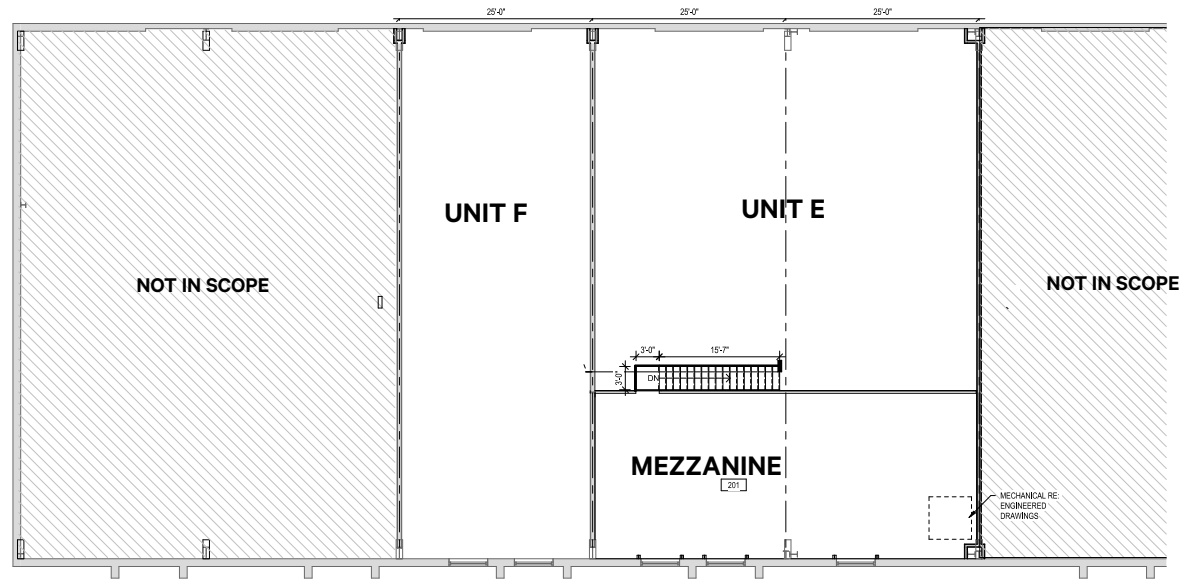 25'-0" 25'-0" 25'-0"
UNIT F
UNIT E
NOT IN SCOPE
NOT IN SCOPE
3'-0" 15'-7"
3'-0"
DN
MEZZANINE
201
MECHANICAL RE:
ENGINEERED
DRAWINGS